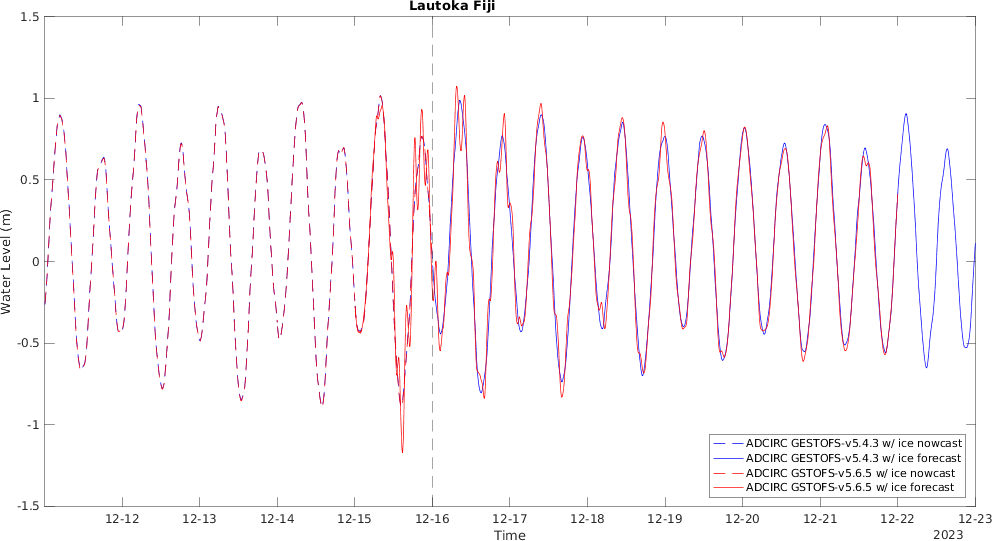 Lautoka Fiji
1.5
1
0.5
0
-0.5
-1
-1.5
Water Level (m)
ADCIRC GESTOFS-v5.4.3 w/ ice nowcast
ADCIRC GESTOFS-v5.4.3 w/ ice forecast
ADCIRC GSTOFS-v5.6.5 w/ ice nowcast
ADCIRC GSTOFS-v5.6.5 w/ ice forecast
12-12 12-13 12-14 12-15 12-16 12-17 12-18 12-19 12-20 12-21 12-22 12-23
Time
2023